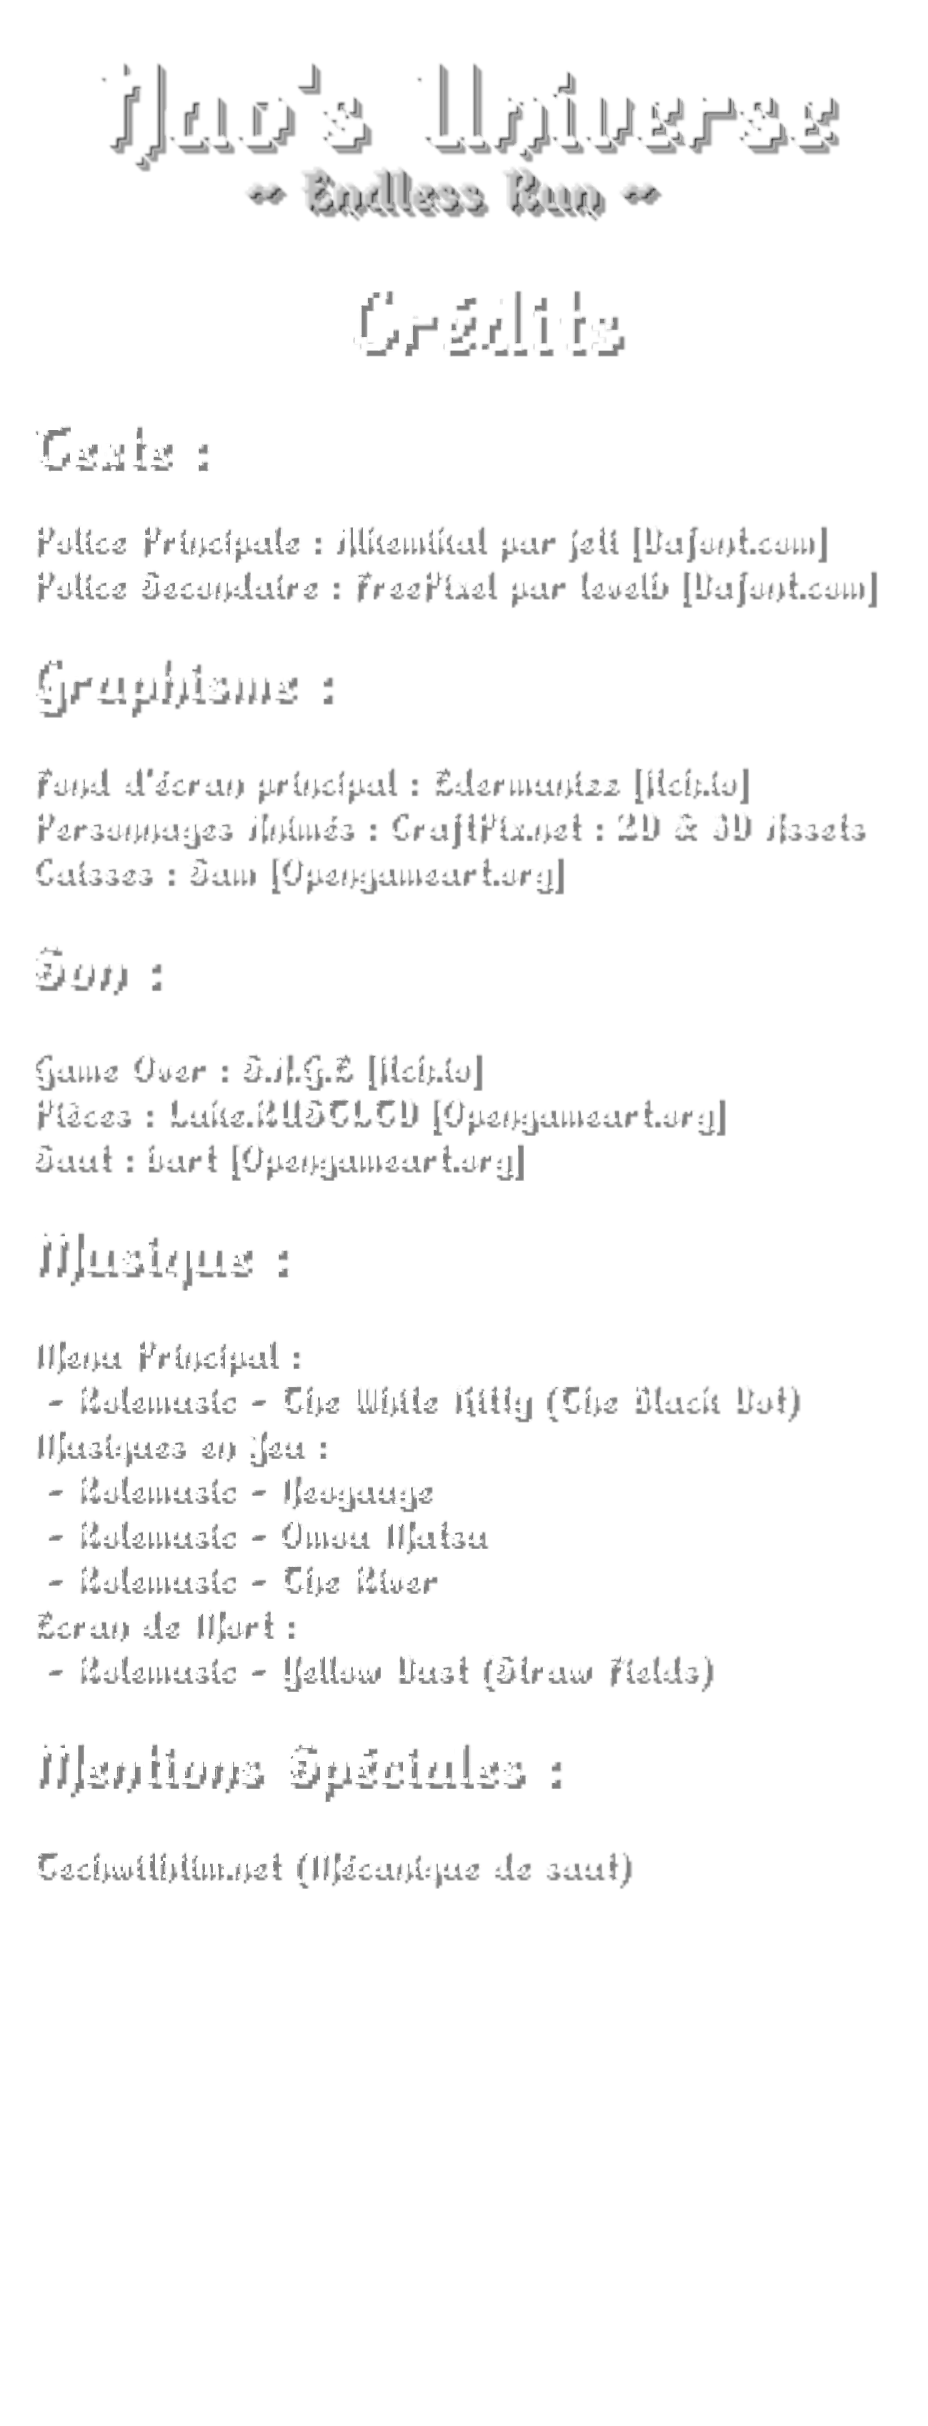 Nao's Universe
~ Endless Run ~
Crédits
Texte :
Police Principale : Alkemikal par jeti [Dafont.com]
Police Secondaire : FreePixel par levelb [Dafont.com]
Graphisme :
Fond d'écran principal : Edermunizz [Itch.io]
Personnages Animés : CraftPix.net : 2D & 3D Assets
Caisses : Sam [Opengameart.org]
Son :
Game Over : [Itch.io]
Pièces : Luke.RUSTLTD [Opengameart.org]
Saut : bart [Opengameart.org]
Musique :
Menu Principal :
- Rolemusic - The White Kitty (The Black Dot)
Musiques en Jeu :
- Rolemusic - Neogauge
- Rolemusic - Omou Matsu
- Rolemusic - The River
Ecran de Mort :
- Rolemusic - Yellow Dust (Straw Fields)
Mentions Spéciales :
Techwithtim.net (Mécanique de saut)